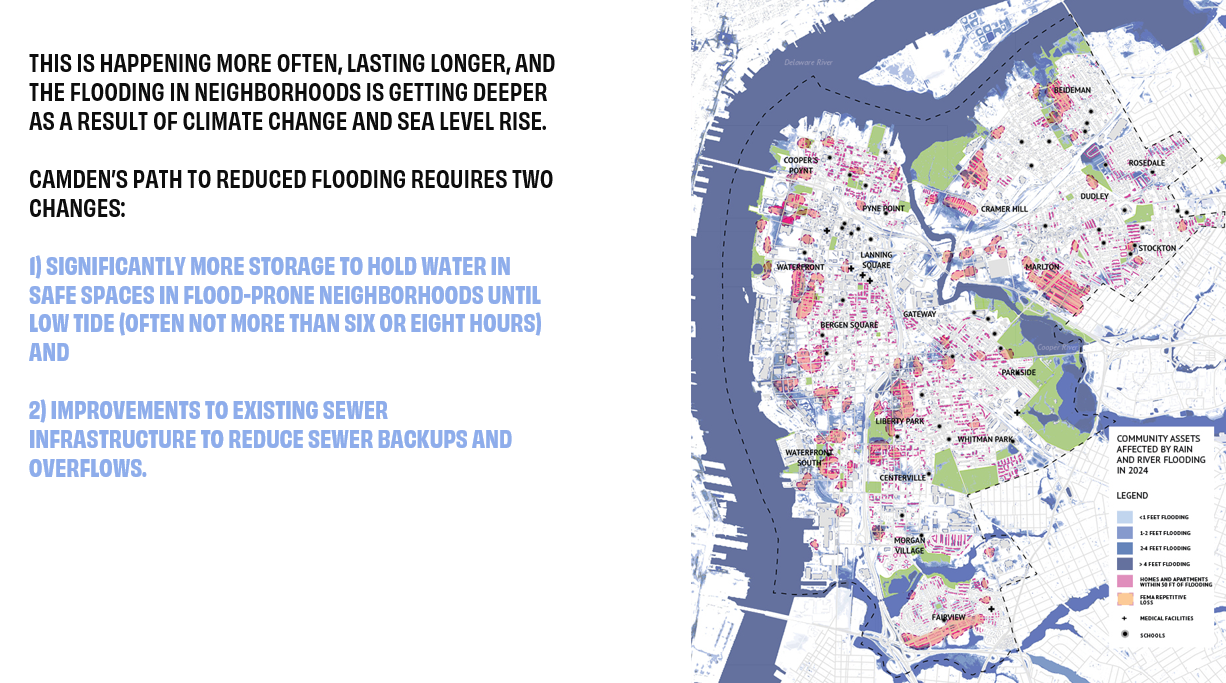 THIS IS HAPPENING MORE OFTEN, LASTING LONGER, AND
THE FLOODING IN NEIGHBORHOODS IS GETTING DEEPER
AS A RESULT OF CLIMATE CHANGE AND SEA LEVEL RISE.
CAMDEN'S PATH TO REDUCED FLOODING REQUIRES TWO
CHANGES:
1) SIGNIFICANTLY MORE STORAGE TO HOLD WATER IN
SAFE SPACES IN FLOOD-PRONE NEIGHBORHOODS UNTIL
LOW TIDE (OFTEN NOT MORE THAN SIX OR EIGHT HOURS)
AND
2) IMPROVEMENTS TO EXISTING SEWER
INFRASTRUCTURE TO REDUCE SEWER BACKUPS AND
OVERFLOWS.
Delaware River
BEIDEMAN
COOPER'S
POYNT
ROSEDALE
DUDLEY
PYNE POINT
CRAMER HILL
STOCKTON
LANNING
SQUARE
WATERFRONT
MARLTON
GATEWAY
BERGEN SQUARE
Cooper River
PARKSIDE
LIBERTY PARK
WHITMAN PARK
WATERFRONT
SOUTH
CENTERVILLE
MORGAN
VILLAGE
FAIRVIEW
COMMUNITY ASSETS
AFFECTED BY RAIN
AND RIVER FLOODING
IN 2024
LEGEND
<1 FEET FLOODING
1-2 FEET FLOODING
2-4 FEET FLOODING
> 4 FEET FLOODING
HOMES AND APARTMENTS
WITHIN 50 FT OF FLOODING
FEMA REPETITIVE
LOSS
MEDICAL FACILITIES
SCHOOLS